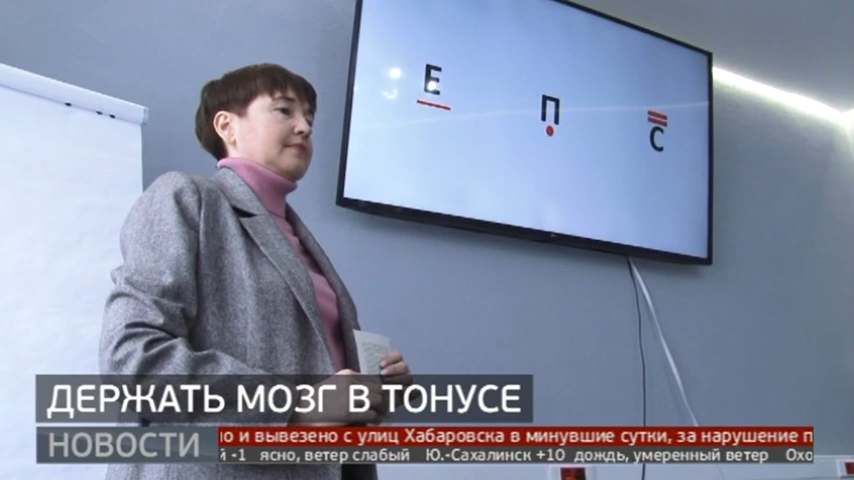 Е П С
ДЕРЖАТЬ МОЗГ В ТОНУСЕ
НОВОСТИ
но и вывезено с улиц Хабаровска в минувшие сутки, за нарушение п
й -1 ясно, ветер слабый Ю.-Сахалинск +10 дождь, умеренный ветер Охо